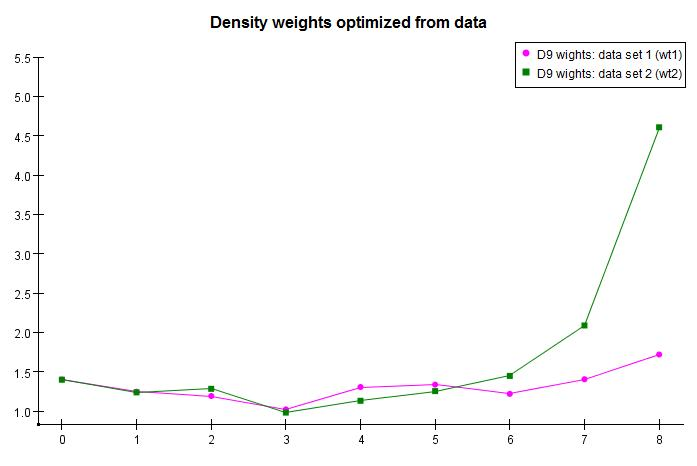 Density weights optimized from data
D9 wights: data set 1 (wt1)
D9 wights: data set 2 (wt2)
5.5
5.0
4.5
4.0
3.5
3.0
2.5
2.0
1.5
1.0
0 1 2 3 4 5 6 7 8